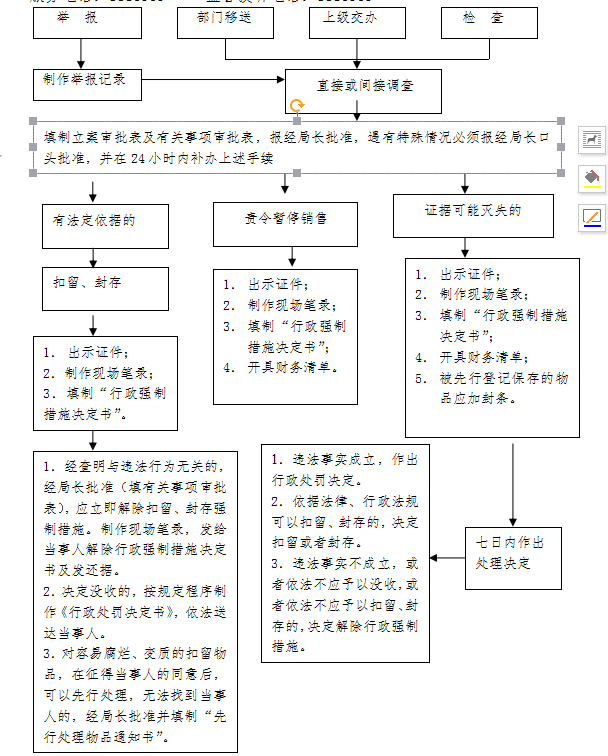 举 报
部门移送
上级交办
检 查
制作举报记录
直接或间接调查
填制立案审批表及有关事项审批表，报经局长批准，遇有特殊情况必须报经局长口
头批准，并在 24 小时内补办上述手续
有法定依据的
责令暂停销售
证据可能灭失的
扣留、封存
1. 出示证件；
2. 制作现场笔录；
3. 填制“行政强制
措施决定书”；
4. 开具财务清单。
1. 出示证件；
2. 制作现场笔录；
3. 填制“行政强制措施
决定书”；
4. 开具财务清单；
5. 被先行登记保存的物
品应加封条。
1. 出示证件；
2. 制作现场笔录；
3. 填制“行政强制
措施决定书”。
1. 经查明与违法行为无关的，
经局长批准（填有关事项审批
表），应立即解除扣留、封存强
制措施。制作现场笔录，发给
当事人解除行政强制措施决定
书及发还据。
2. 决定没收的，按规定程序制
作《行政处罚决定书》，依法送
达当事人。
3. 对容易腐烂、变质的扣留物
品，在征得当事人的同意后，
可以先行处理，无法找到当事
人的，经局长批准并填制“先
行处理物品通知书”。
1. 违法事实成立，作出
行政处罚决定。
2. 依据法律、行政法规
可以扣留、封存的，决定
扣留或者封存。
3. 违法事实不成立，或
者依法不应予以没收，或
者依法不应予以扣留、封
存的，决定解除行政强制
措施。
七日内作出
处理决定